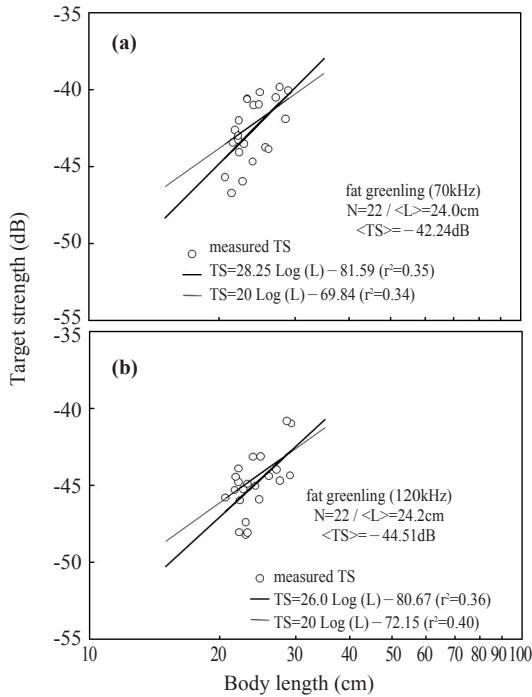 -35
(a)
-40
-45
-50
-55
fat greenling (70kHz)
N=22 / <L>=24.0cm
<TS>=−42.24dB
measured TS
TS=28.25 Log (L)−81.59 (r²=0.35)
TS=20 Log (L)−69.84 (r²=0.34)
Target strength (dB)
-35
(b)
-40
-45
-50
-55
fat greenling (120kHz)
N=22 / <L>=24.2cm
<TS>=−44.51dB
measured TS
TS=26.0 Log (L)−80.67 (r²=0.36)
TS=20 Log (L)−72.15 (r²=0.40)
10 20 30 40 50 60 70 80 90 100
Body length (cm)